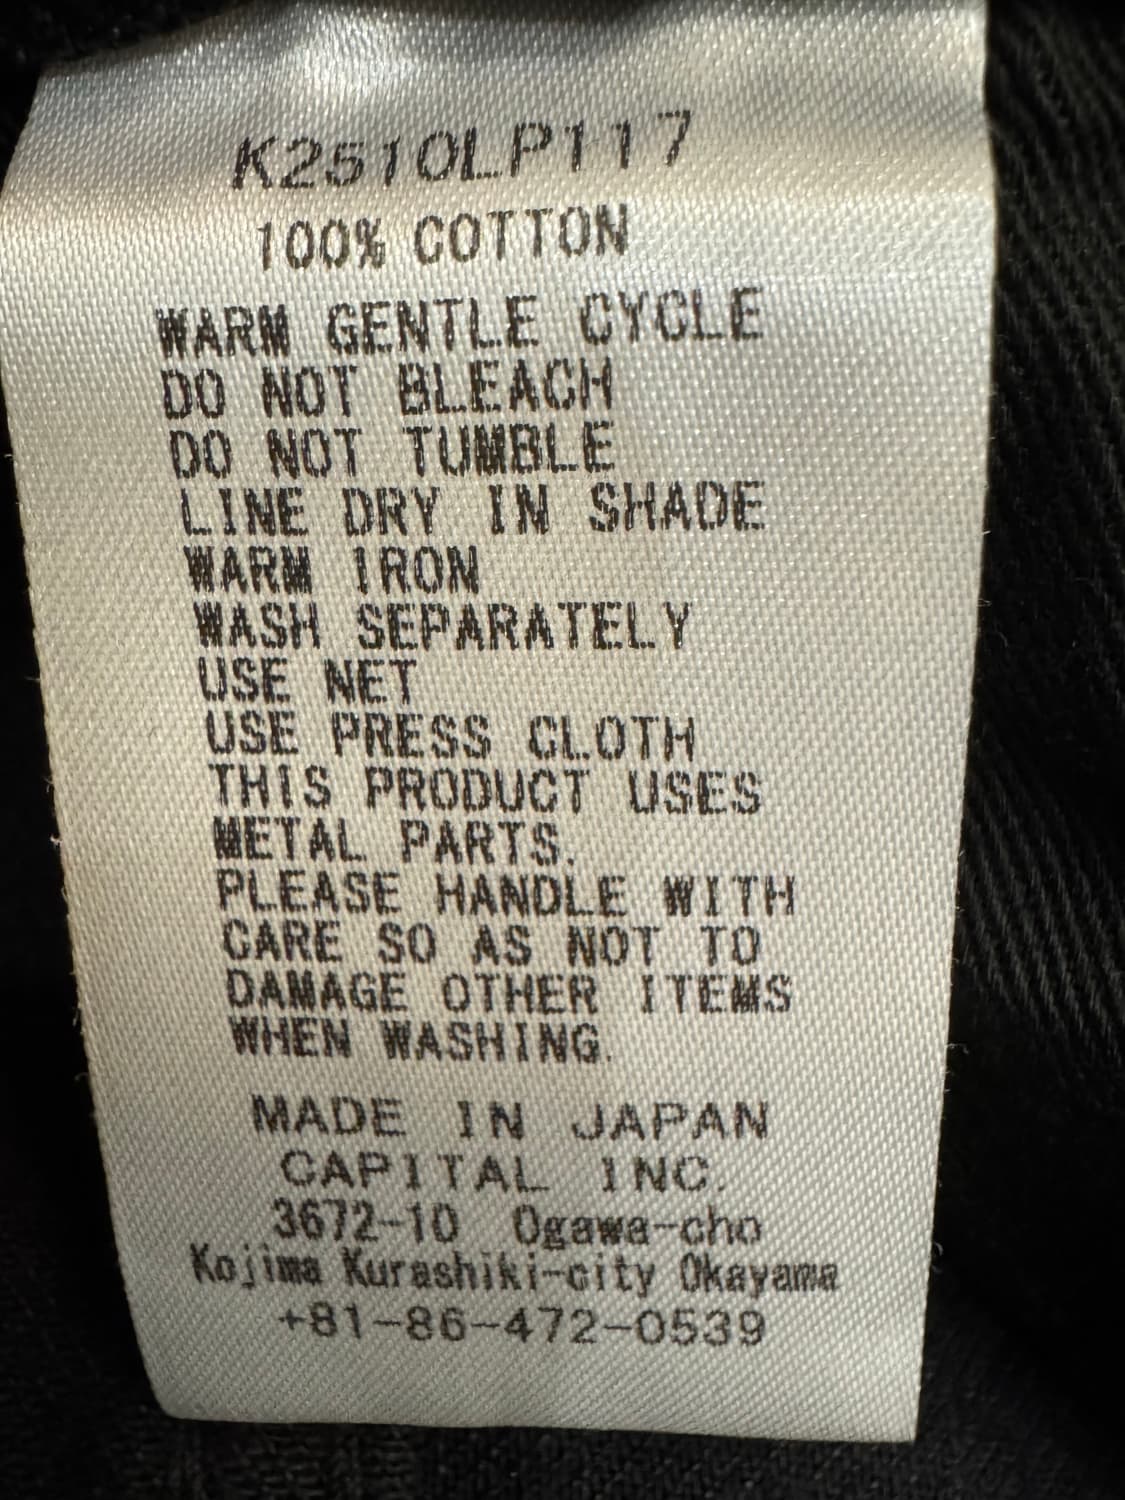 K2510LP117
100% COTTON
WARM GENTLE CYCLE
DO NOT BLEACH
DO NOT TUMBLE
LINE DRY IN SHADE
WARM IRON
WASH SEPARATELY
USE NET
USE PRESS CLOTH
THIS PRODUCT USES
METAL PARTS.
PLEASE HANDLE WITH
CARE SO AS NOT TO
DAMAGE OTHER ITEMS
WHEN WASHING.
MADE IN JAPAN
CAPITAL INC.
3672-10 Ogawa-cho
Kojima Kurashiki-city Okayama
+81-86-472-0539